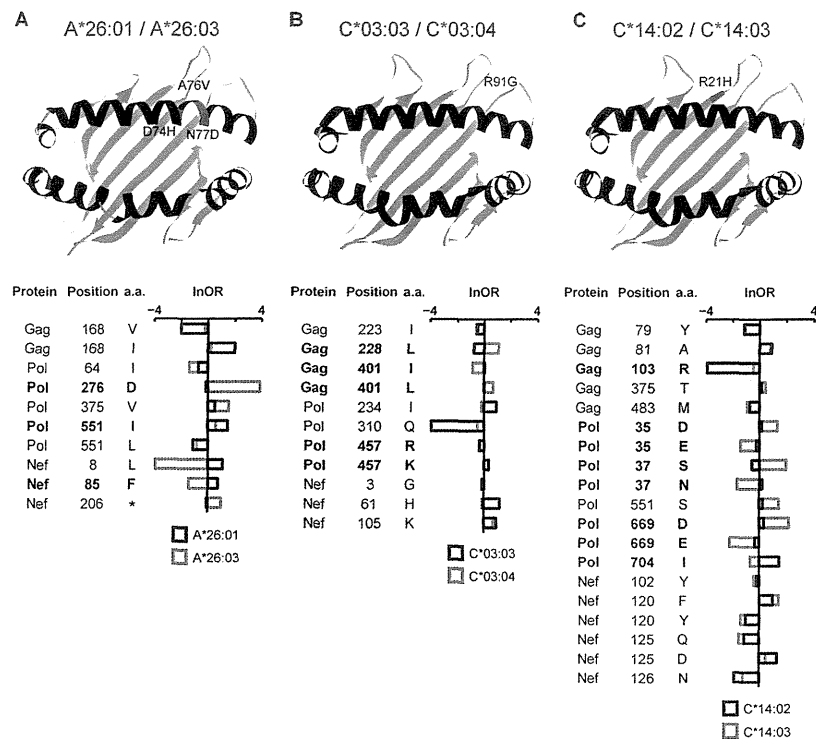 A
A*26:01 / A*26:03
A76V
D74H
N77D
Protein Position a.a. lnOR
−4 4
Gag 168 V
Gag 168 I
Pol 64 I
Pol 276 D
Pol 375 V
Pol 551 I
Pol 551 L
Nef 8 L
Nef 85 F
Nef 206 *
A*26:01
A*26:03
B
C*03:03 / C*03:04
R91G
Protein Position a.a. lnOR
−4 4
Gag 223 I
Gag 228 L
Gag 401 I
Gag 401 L
Pol 234 I
Pol 310 Q
Pol 457 R
Pol 457 K
Nef 3 G
Nef 61 H
Nef 105 K
C*03:03
C*03:04
C
C*14:02 / C*14:03
R21H
Protein Position a.a. lnOR
−4 4
Gag 79 Y
Gag 81 A
Gag 103 R
Gag 375 T
Gag 483 M
Pol 35 D
Pol 35 E
Pol 37 S
Pol 37 N
Pol 551 S
Pol 669 D
Pol 669 E
Pol 704 I
Nef 102 Y
Nef 120 F
Nef 120 Y
Nef 125 Q
Nef 125 D
Nef 126 N
C*14:02
C*14:03